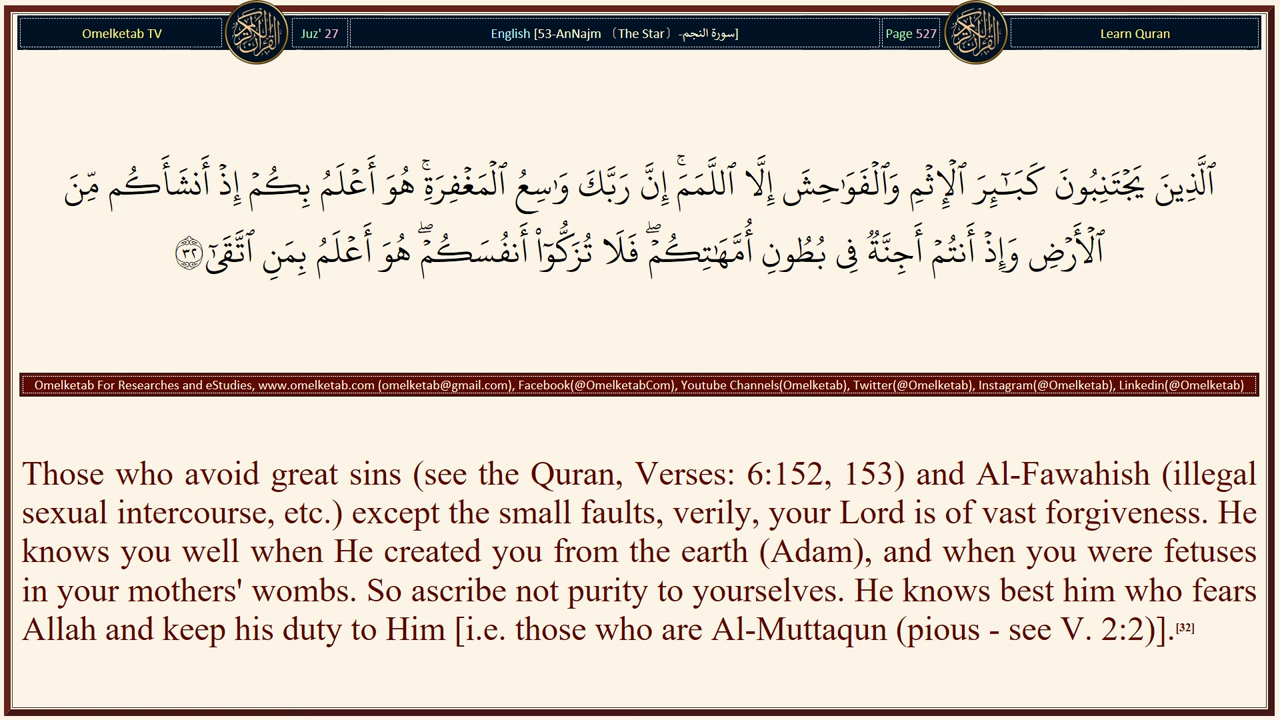 Omelketab TV
Juz' 27
English [53-AnNajm （The Star）-سورة النجم]
Page 527
Learn Quran
ٱلَّذِينَ يَجْتَنِبُونَ كَبَـٰٓئِرَ ٱلْإِثْمِ وَٱلْفَوَٰحِشَ إِلَّا ٱللَّمَمَ ۚ إِنَّ رَبَّكَ وَٰسِعُ ٱلْمَغْفِرَةِ ۚ هُوَ أَعْلَمُ بِكُمْ إِذْ أَنشَأَكُم مِّنَ
ٱلْأَرْضِ وَإِذْ أَنتُمْ أَجِنَّةٌ فِى بُطُونِ أُمَّهَـٰتِكُمْ ۖ فَلَا تُزَكُّوٓا۟ أَنفُسَكُمْ ۖ هُوَ أَعْلَمُ بِمَنِ ٱتَّقَىٰٓ ٣٢
Omelketab For Researches and eStudies, www.omelketab.com (omelketab@gmail.com), Facebook(@OmelketabCom), Youtube Channels(Omelketab), Twitter(@Omelketab), Instagram(@Omelketab), Linkedin(@Omelketab)
Those who avoid great sins (see the Quran, Verses: 6:152, 153) and Al-Fawahish (illegal
sexual intercourse, etc.) except the small faults, verily, your Lord is of vast forgiveness. He
knows you well when He created you from the earth (Adam), and when you were fetuses
in your mothers' wombs. So ascribe not purity to yourselves. He knows best him who fears
Allah and keep his duty to Him [i.e. those who are Al-Muttaqun (pious - see V. 2:2)].[32]